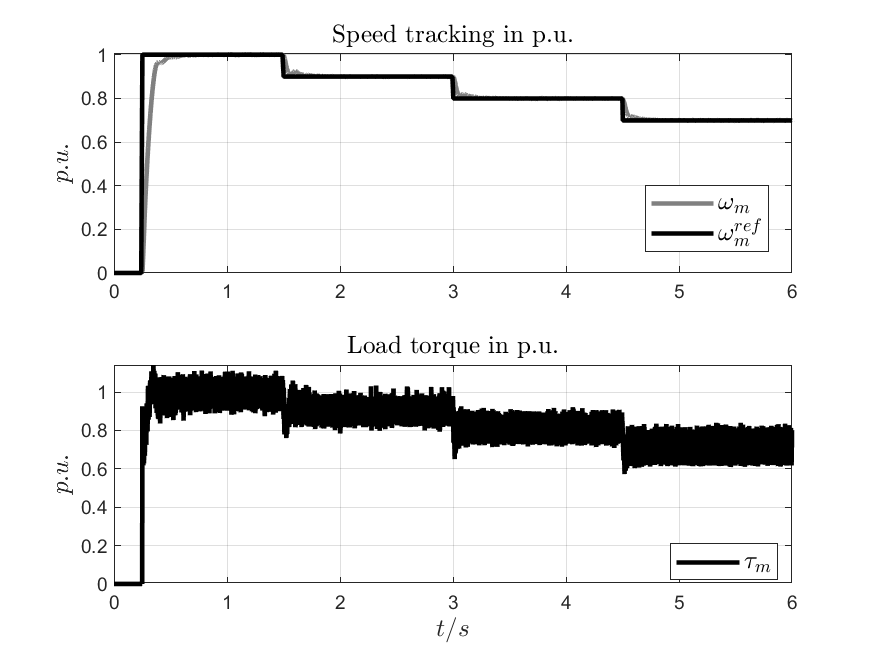 Speed tracking in p.u.
1
0.8
0.6
0.4
0.2
0
p.u.
0 1 2 3 4 5 6
ω_m
ω_m^{ref}
Load torque in p.u.
1
0.8
0.6
0.4
0.2
0
p.u.
0 1 2 3 4 5 6
τ_m
t/s